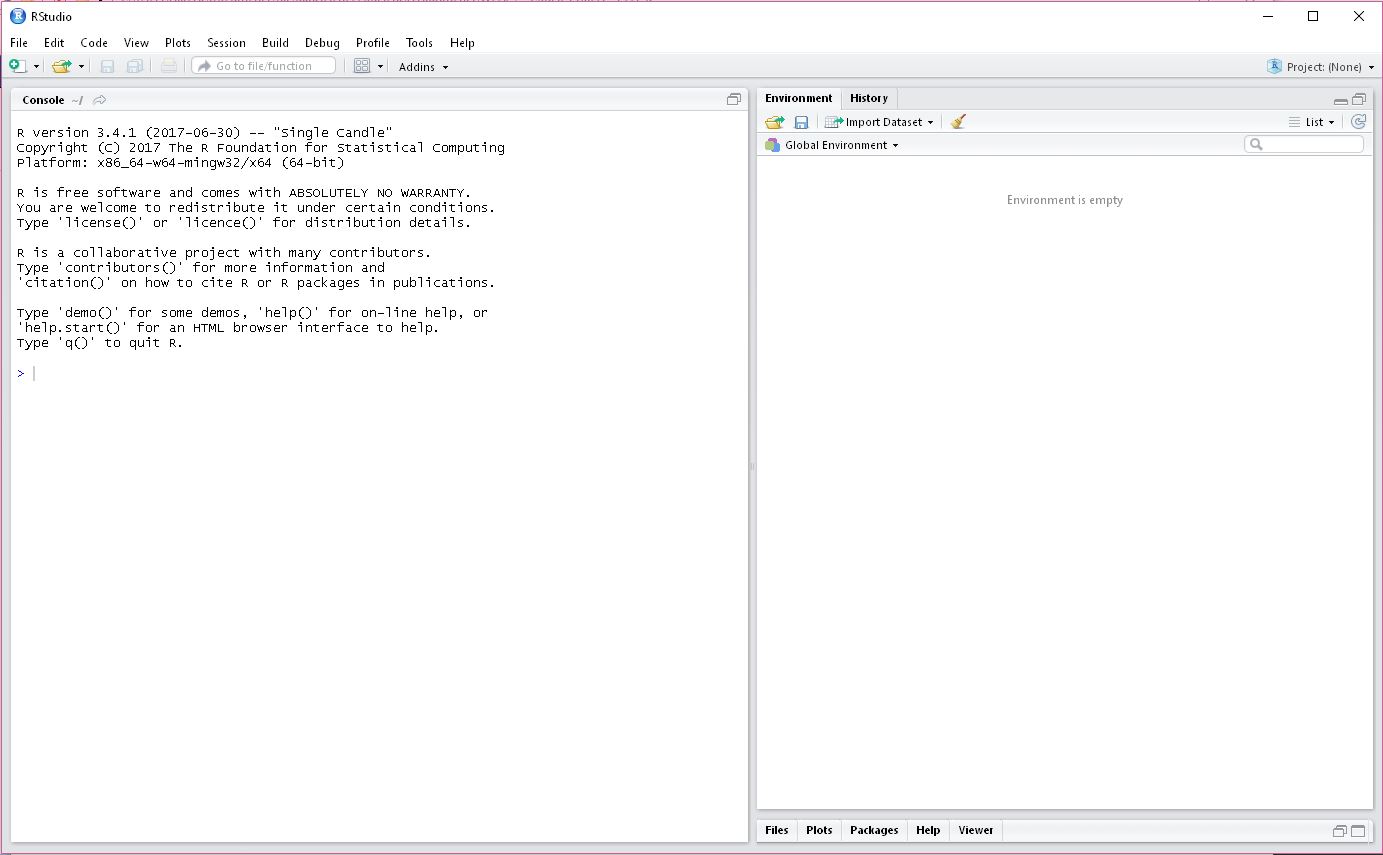 RStudio
File Edit Code View Plots Session Build Debug Profile Tools Help
Go to file/function Addins Project: (None)
Console ~/
R version 3.4.1 (2017-06-30) -- "Single Candle"
Copyright (C) 2017 The R Foundation for Statistical Computing
Platform: x86_64-w64-mingw32/x64 (64-bit)
R is free software and comes with ABSOLUTELY NO WARRANTY.
You are welcome to redistribute it under certain conditions.
Type 'license()' or 'licence()' for distribution details.
R is a collaborative project with many contributors.
Type 'contributors()' for more information and
'citation()' on how to cite R or R packages in publications.
Type 'demo()' for some demos, 'help()' for on-line help, or
'help.start()' for an HTML browser interface to help.
Type 'q()' to quit R.
>
Environment History
Import Dataset List
Global Environment
Environment is empty
Files Plots Packages Help Viewer